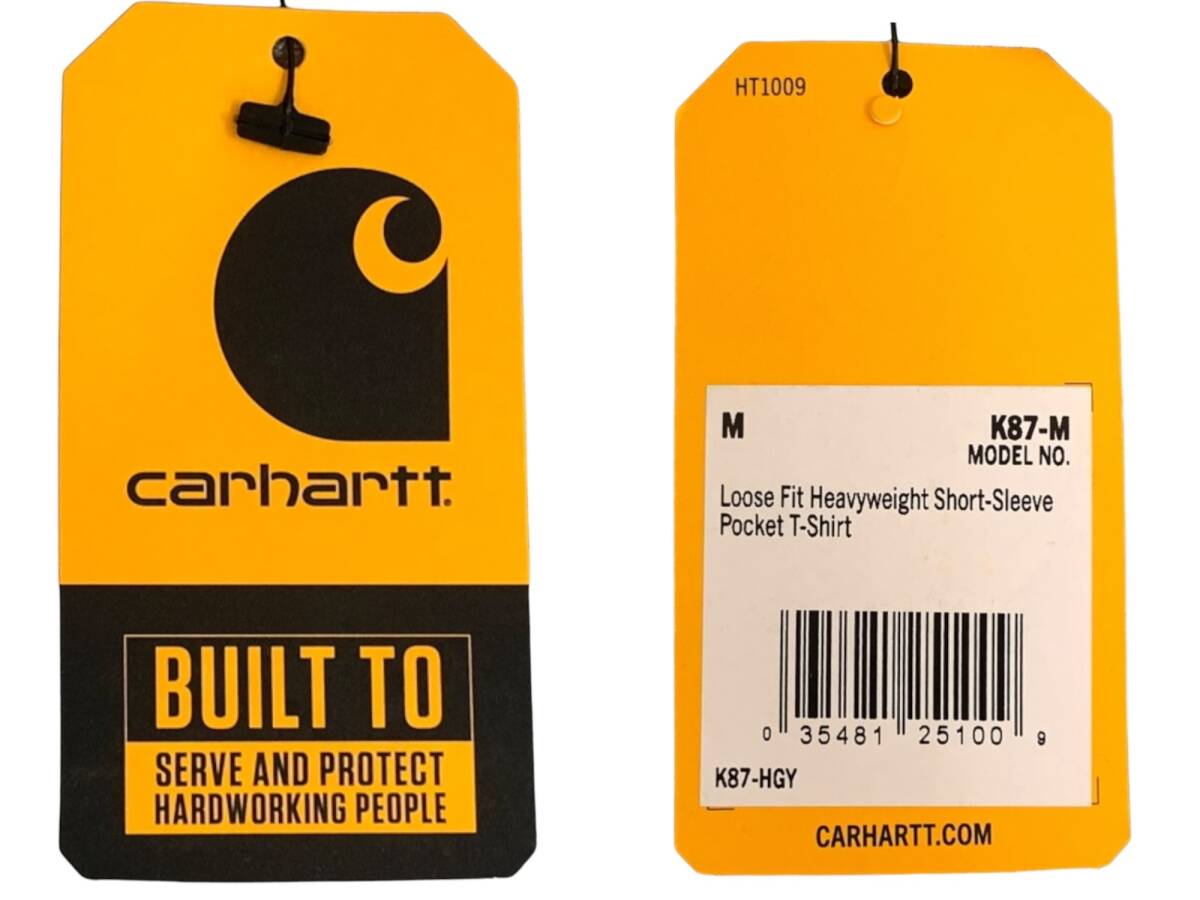 carhartt.
BUILT TO
SERVE AND PROTECT
HARDWORKING PEOPLE
HT1009
M
K87-M
MODEL NO.
Loose Fit Heavyweight Short-Sleeve
Pocket T-Shirt
0 35481 25100 9
K87-HGY
CARHARTT.COM